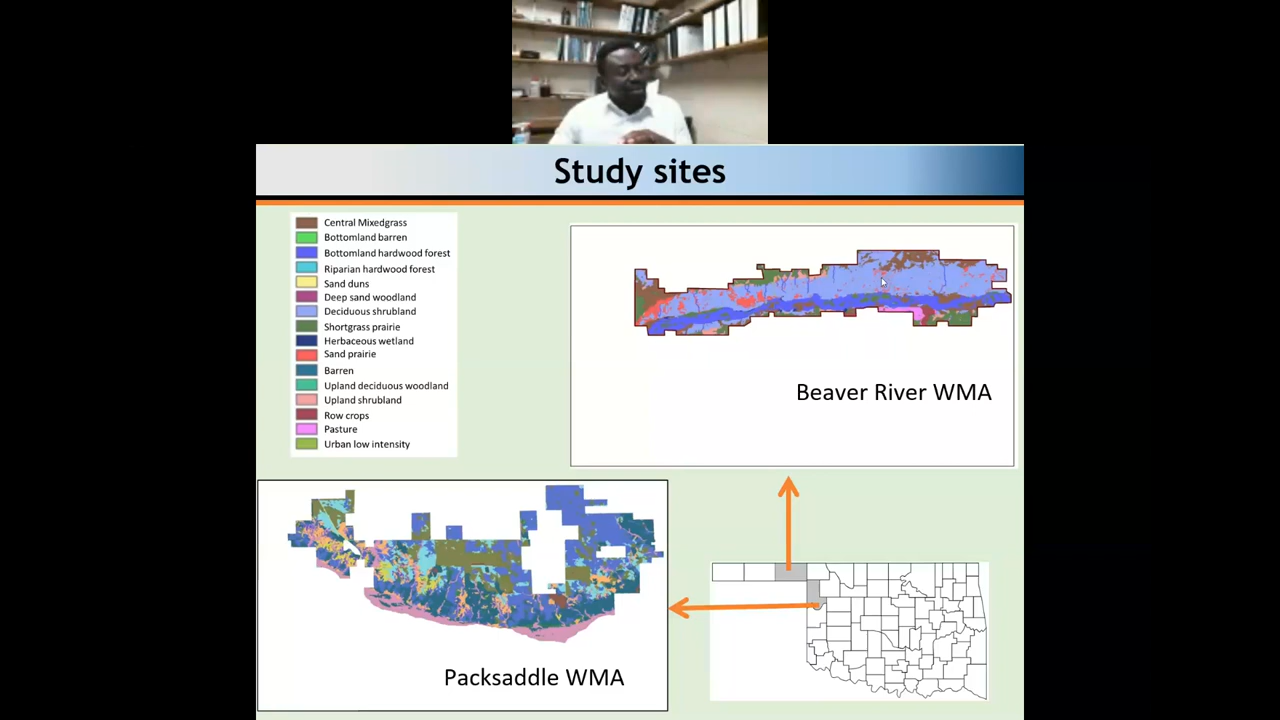 Study sites
Central Mixedgrass
Bottomland barren
Bottomland hardwood forest
Riparian hardwood forest
Sand duns
Deep sand woodland
Deciduous shrubland
Shortgrass prairie
Herbaceous wetland
Sand prairie
Barren
Upland deciduous woodland
Upland shrubland
Row crops
Pasture
Urban low intensity
Beaver River WMA
Packsaddle WMA